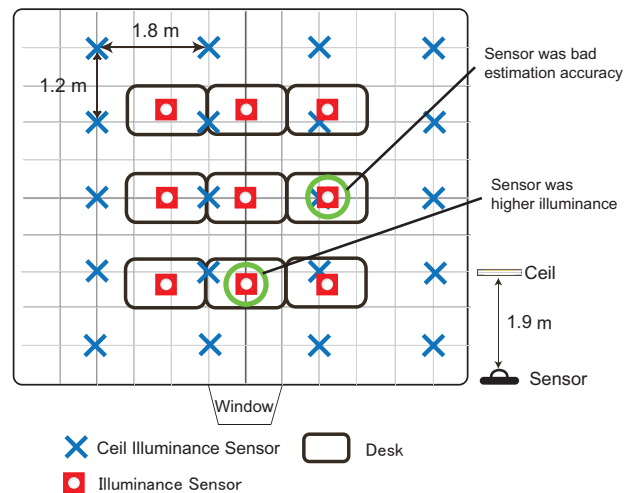 1.8 m
1.2 m
Sensor was bad
estimation accuracy
Sensor was
higher illuminance
Ceil
1.9 m
Sensor
Window
Ceil Illuminance Sensor
Desk
Illuminance Sensor